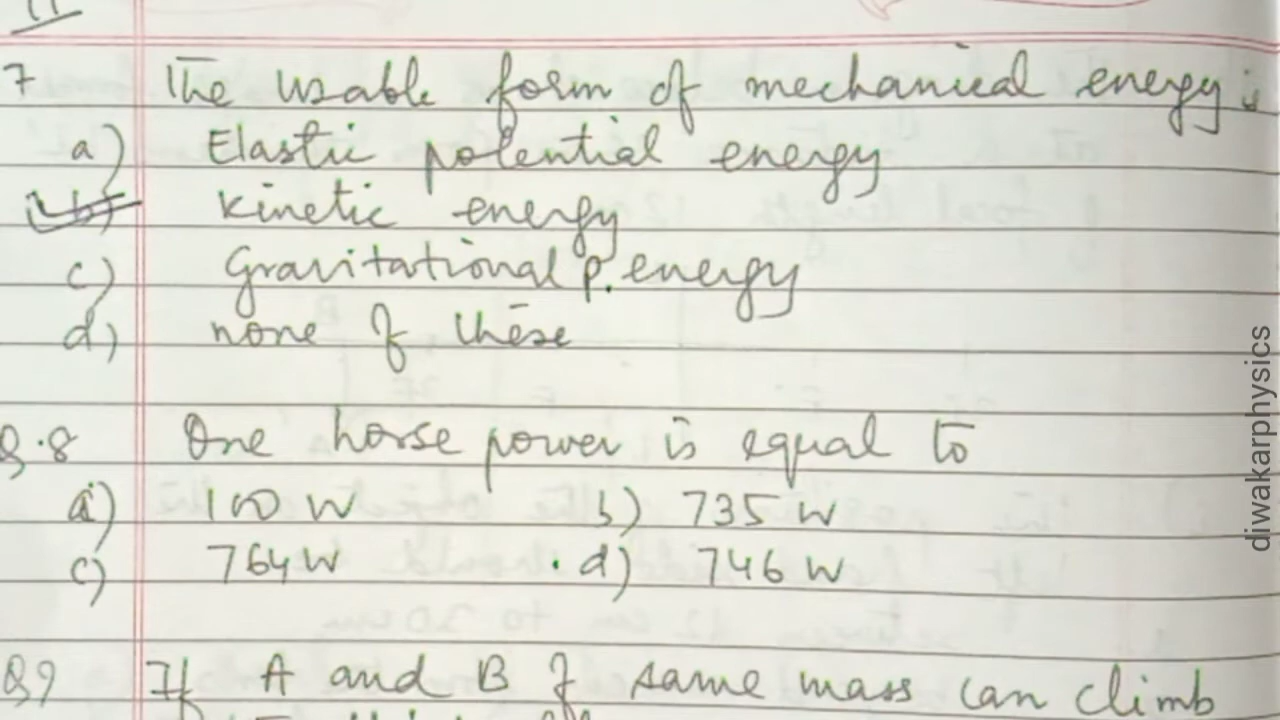 11
7 The usable form of mechanical energy is
a) Elastic potential energy
b) kinetic energy
c) Gravitational p. energy
d) none of these
Q.8 One horse power is equal to
a) 100 W b) 735 W
c) 764 W d) 746 W
Q9 If A and B of same mass can climb
diwakarphysics